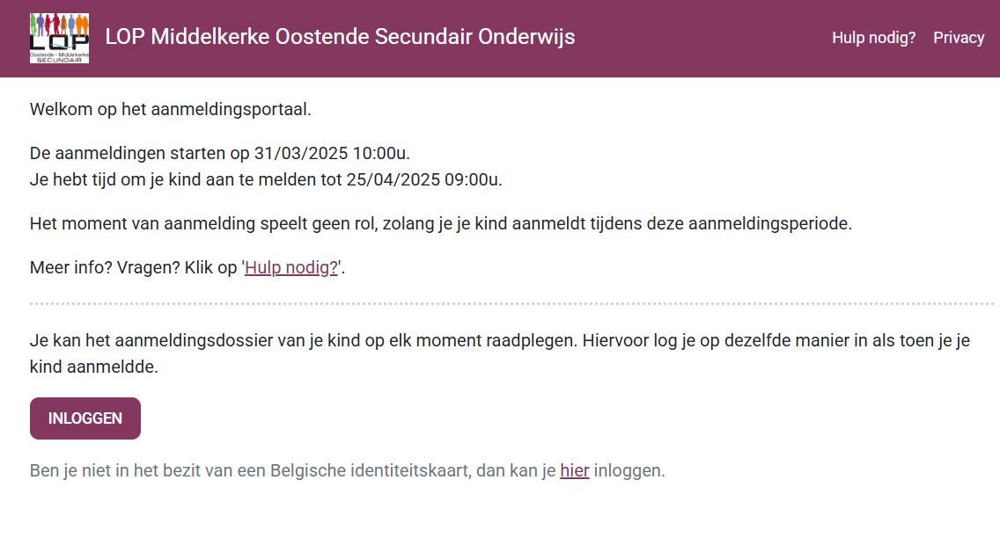 LOP
Oostende - Middelkerke
SECUNDAIR
LOP Middelkerke Oostende Secundair Onderwijs
Hulp nodig?
Privacy
Welkom op het aanmeldingsportaal.
De aanmeldingen starten op 31/03/2025 10:00u.
Je hebt tijd om je kind aan te melden tot 25/04/2025 09:00u.
Het moment van aanmelding speelt geen rol, zolang je je kind aanmeldt tijdens deze aanmeldingsperiode.
Meer info? Vragen? Klik op 'Hulp nodig?'.
Je kan het aanmeldingsdossier van je kind op elk moment raadplegen. Hiervoor log je op dezelfde manier in als toen je je
kind aanmeldde.
INLOGGEN
Ben je niet in het bezit van een Belgische identiteitskaart, dan kan je hier inloggen.